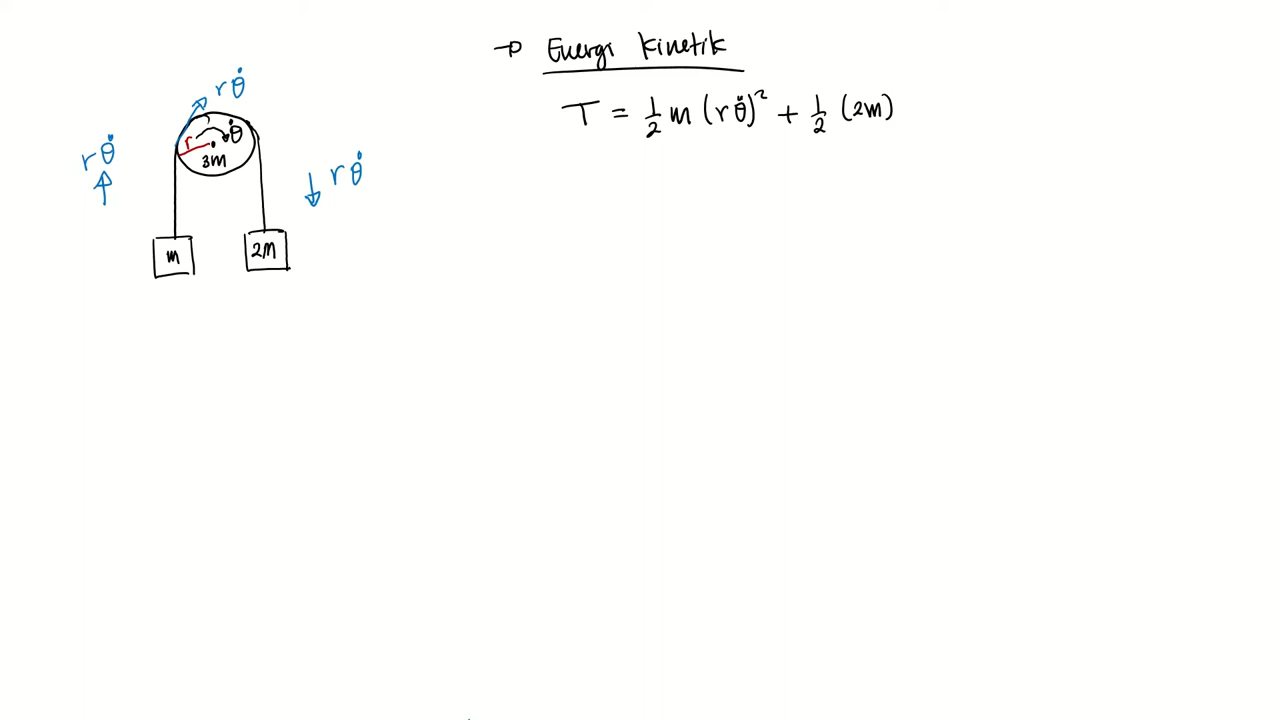 → Energi Kinetik
T = 1/2 m (rθ̇)² + 1/2 (2m)
rθ̇
rθ̇
r θ̇
3m
rθ̇
m
2m